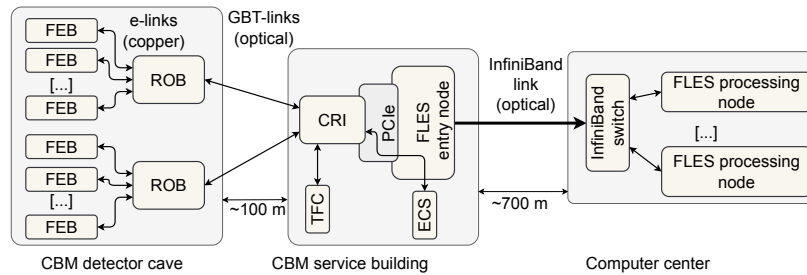 FEB
FEB
[...]
FEB
FEB
FEB
[...]
FEB
e-links
(copper)
ROB
ROB
GBT-links
(optical)
~100 m
CRI
PCIe
FLES
entry node
TFC
ECS
InfiniBand
link
(optical)
~700 m
InfiniBand
switch
FLES processing
node
[...]
FLES processing
node
CBM detector cave
CBM service building
Computer center